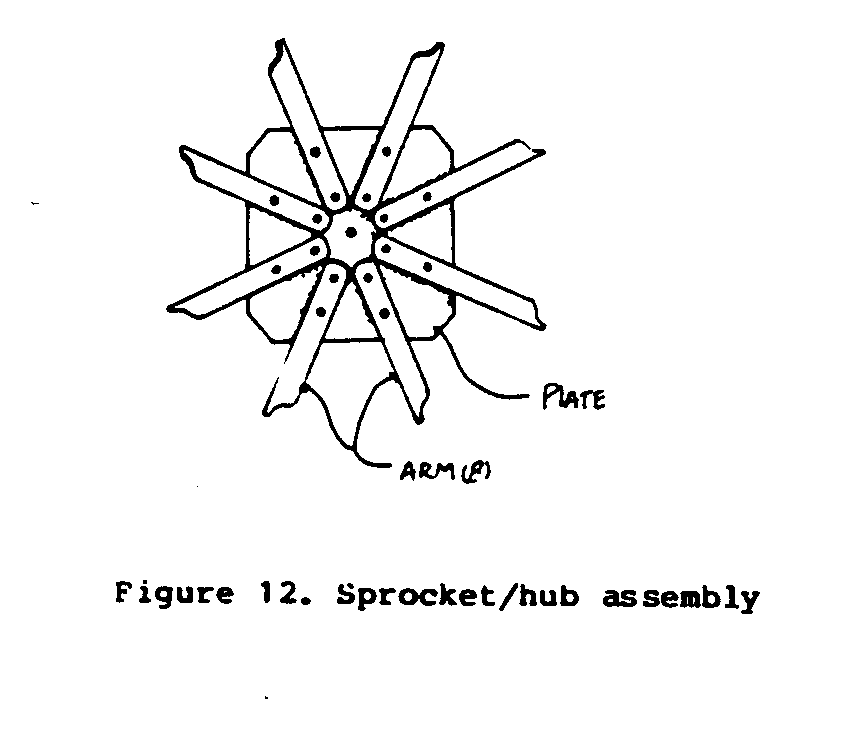 PLATE
ARM (8)
Figure 12. Sprocket/hub assembly